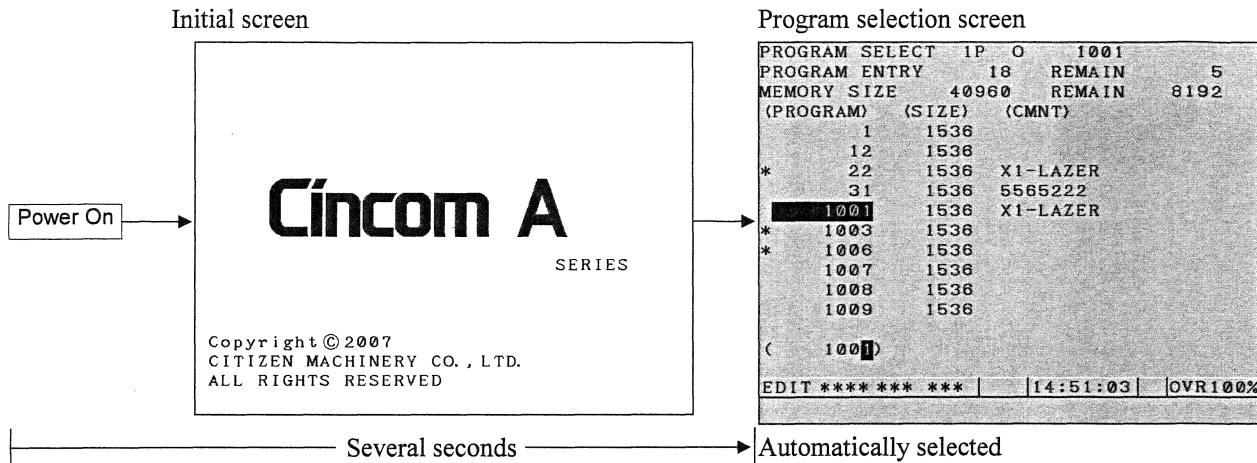 Initial screen
Program selection screen
Power On
Cincom A
SERIES
Copyright©2007
CITIZEN MACHINERY CO., LTD.
ALL RIGHTS RESERVED
PROGRAM SELECT 1P O 1001
PROGRAM ENTRY 18 REMAIN 5
MEMORY SIZE 40960 REMAIN 8192
(PROGRAM) (SIZE) (CMNT)
1 1536
12 1536
* 22 1536 X1-LAZER
31 1536 5565222
1001 1536 X1-LAZER
* 1003 1536
* 1006 1536
1007 1536
1008 1536
1009 1536
( 1001)
EDIT **** *** *** 14:51:03 OVR100%
Several seconds
Automatically selected